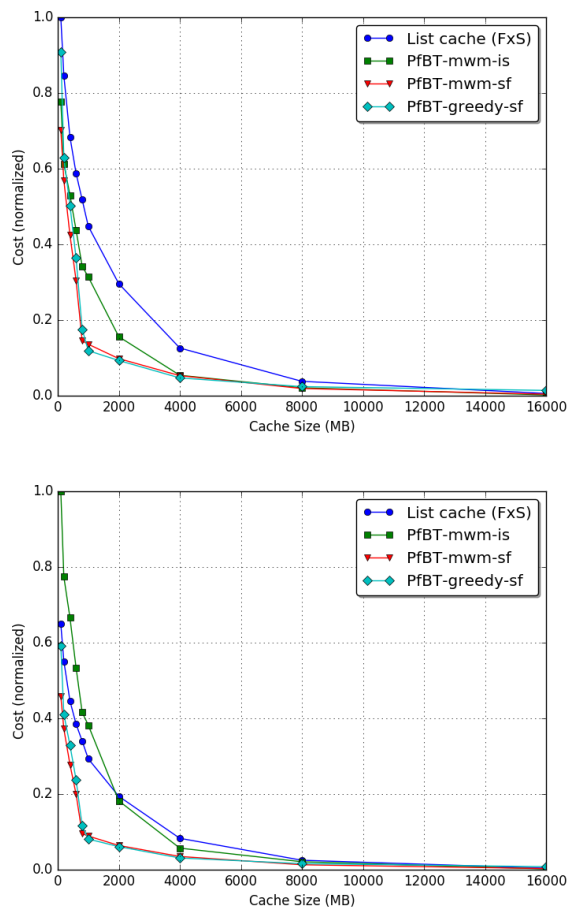 1.0
0.8
0.6
0.4
0.2
0.0
Cost (normalized)
List cache (FxS)
PfBT-mwm-is
PfBT-mwm-sf
PfBT-greedy-sf
0 2000 4000 6000 8000 10000 12000 14000 16000
Cache Size (MB)
1.0
0.8
0.6
0.4
0.2
0.0
Cost (normalized)
List cache (FxS)
PfBT-mwm-is
PfBT-mwm-sf
PfBT-greedy-sf
0 2000 4000 6000 8000 10000 12000 14000 16000
Cache Size (MB)